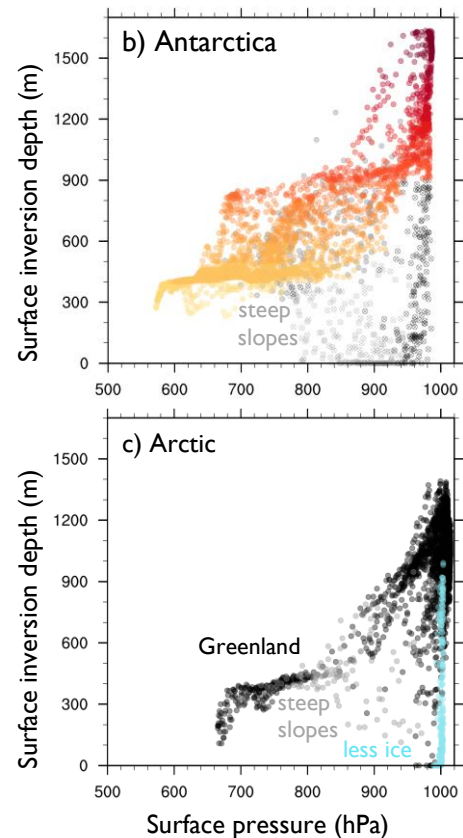 b) Antarctica
Surface inversion depth (m)
1500
1200
900
600
300
0
steep
slopes
500 600 700 800 900 1000
c) Arctic
Surface inversion depth (m)
1500
1200
900
600
300
0
Greenland
steep
slopes
less ice
500 600 700 800 900 1000
Surface pressure (hPa)